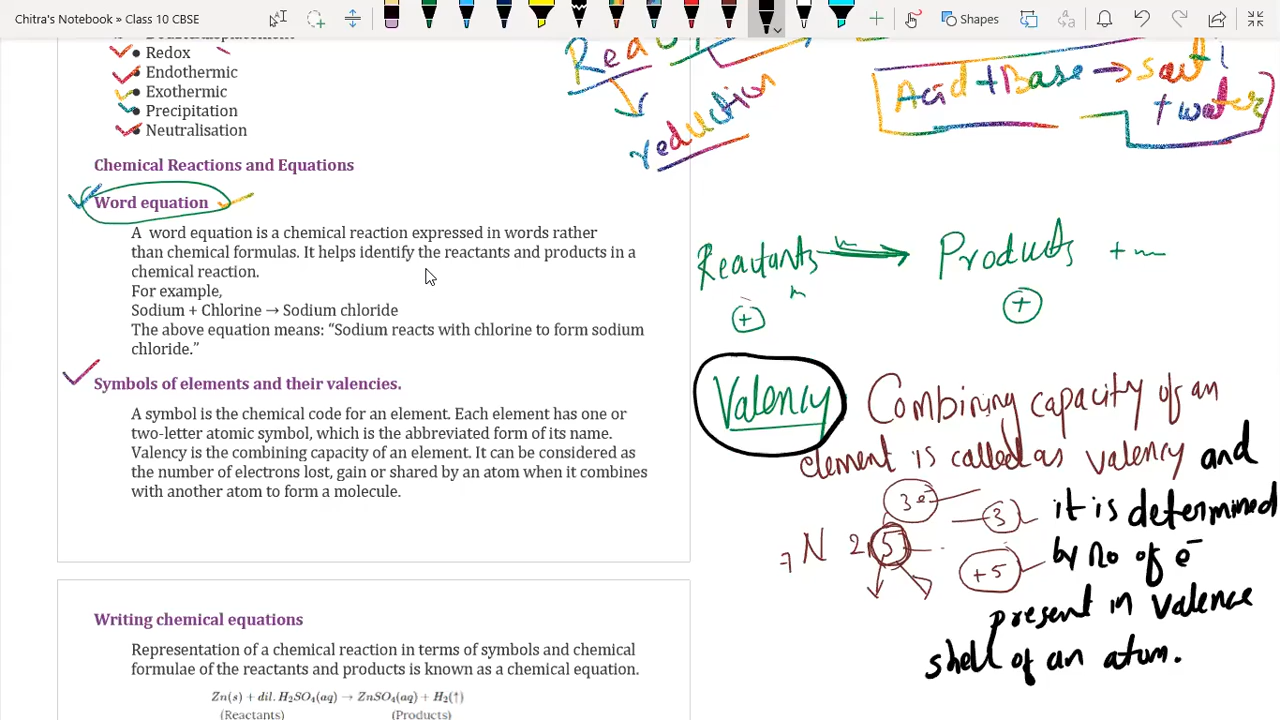 Chitra's Notebook » Class 10 CBSE
Shapes
• Redox
• Endothermic
• Exothermic
• Precipitation
• Neutralisation
reduction
Acid + Base → salt
+ water
Chemical Reactions and Equations
Word equation
A word equation is a chemical reaction expressed in words rather
than chemical formulas. It helps identify the reactants and products in a
chemical reaction.
For example,
Sodium + Chlorine → Sodium chloride
The above equation means: “Sodium reacts with chlorine to form sodium
chloride.”
Reactants → Products +
+ +
Symbols of elements and their valencies.
A symbol is the chemical code for an element. Each element has one or
two-letter atomic symbol, which is the abbreviated form of its name.
Valency is the combining capacity of an element. It can be considered as
the number of electrons lost, gain or shared by an atom when it combines
with another atom to form a molecule.
Valency Combining capacity of an
element is called as valency and
it is determined
by no of e⁻
present in valence
shell of an atom.
3e⁻ -3
₇N 2,5
+5
Writing chemical equations
Representation of a chemical reaction in terms of symbols and chemical
formulae of the reactants and products is known as a chemical equation.
Zn(s) + dil. H₂SO₄(aq) → ZnSO₄(aq) + H₂(↑)
(Reactants) (Products)